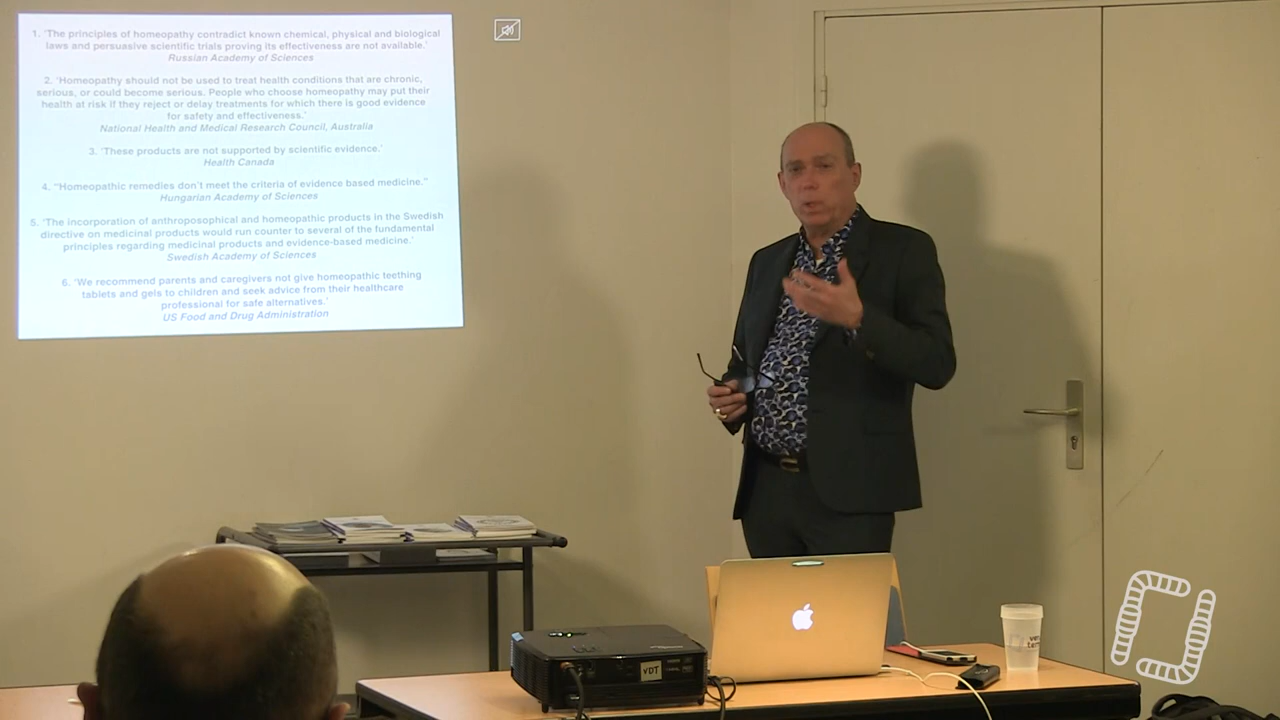 1. ‘The principles of homeopathy contradict known chemical, physical and biological
laws and persuasive scientific trials proving its effectiveness are not available.’
Russian Academy of Sciences
2. ‘Homeopathy should not be used to treat health conditions that are chronic,
serious, or could become serious. People who choose homeopathy may put their
health at risk if they reject or delay treatments for which there is good evidence
for safety and effectiveness.’
National Health and Medical Research Council, Australia
3. ‘These products are not supported by scientific evidence.’
Health Canada
4. “Homeopathic remedies don’t meet the criteria of evidence based medicine.”
Hungarian Academy of Sciences
5. ‘The incorporation of anthroposophical and homeopathic products in the Swedish
directive on medicinal products would run counter to several of the fundamental
principles regarding medicinal products and evidence-based medicine.’
Swedish Academy of Sciences
6. ‘We recommend parents and caregivers not give homeopathic teething
tablets and gels to children and seek advice from their healthcare
professional for safe alternatives.’
US Food and Drug Administration
VDT